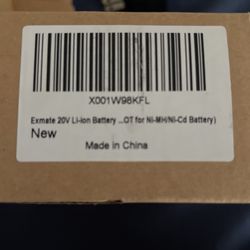 X001W98KFL
Exmate 20V Li-ion Battery ...OT for Ni-MH/Ni-Cd Battery)
New
Made in China